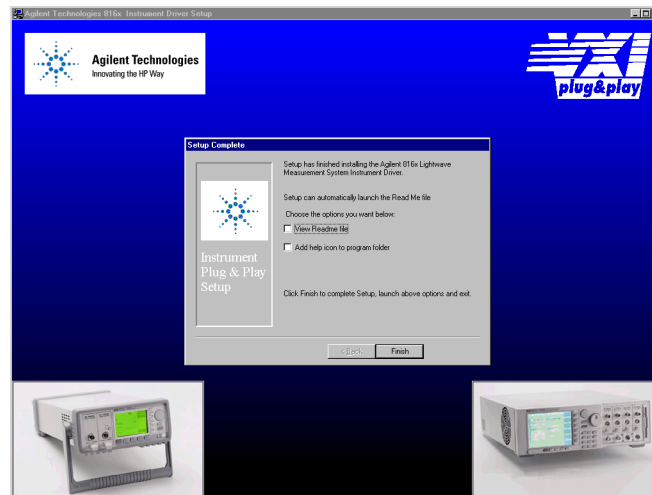 Agilent Technologies 816x Instrument Driver Setup
Agilent Technologies
Innovating the HP Way
VXI
plug&play
Setup Complete
Setup has finished installing the Agilent 816x Lightwave
Measurement System Instrument Driver.
Setup can automatically launch the Read Me file
Choose the options you want below:
View Readme file
Add help icon to program folder
Instrument
Plug & Play
Setup
Click Finish to complete Setup, launch above options and exit.
< Back
Finish